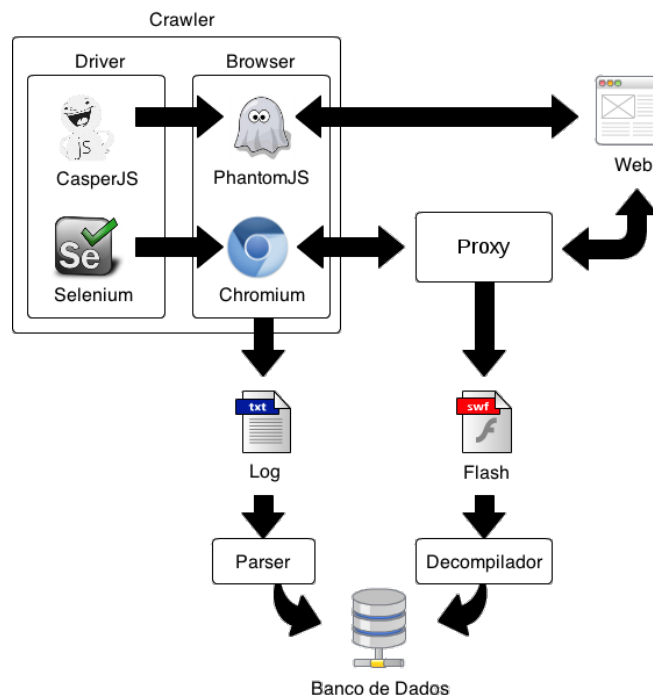 Crawler
Driver
Browser
JS
CasperJS
PhantomJS
Web
Se
Selenium
Chromium
Proxy
txt
swf
Log
Flash
Parser
Decompilador
Banco de Dados